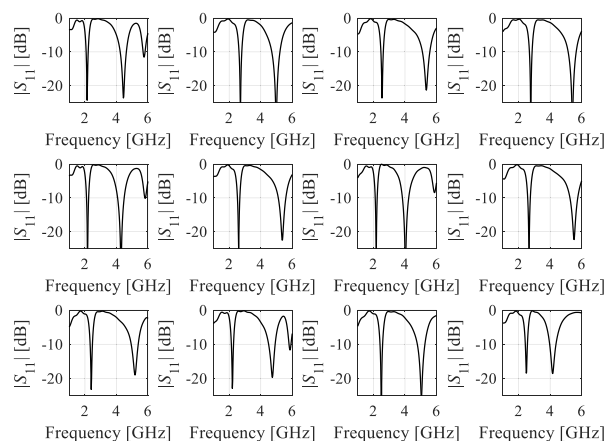 0 0 0 0
-10 -10 -10 -10
-20 -20 -20 -20
|S11| [dB] |S11| [dB] |S11| [dB] |S11| [dB]
2 4 6 2 4 6 2 4 6 2 4 6
Frequency [GHz] Frequency [GHz] Frequency [GHz] Frequency [GHz]
0 0 0 0
-10 -10 -10 -10
-20 -20 -20 -20
|S11| [dB] |S11| [dB] |S11| [dB] |S11| [dB]
2 4 6 2 4 6 2 4 6 2 4 6
Frequency [GHz] Frequency [GHz] Frequency [GHz] Frequency [GHz]
0 0 0 0
-10 -10 -10 -10
-20 -20 -20 -20
|S11| [dB] |S11| [dB] |S11| [dB] |S11| [dB]
2 4 6 2 4 6 2 4 6 2 4 6
Frequency [GHz] Frequency [GHz] Frequency [GHz] Frequency [GHz]